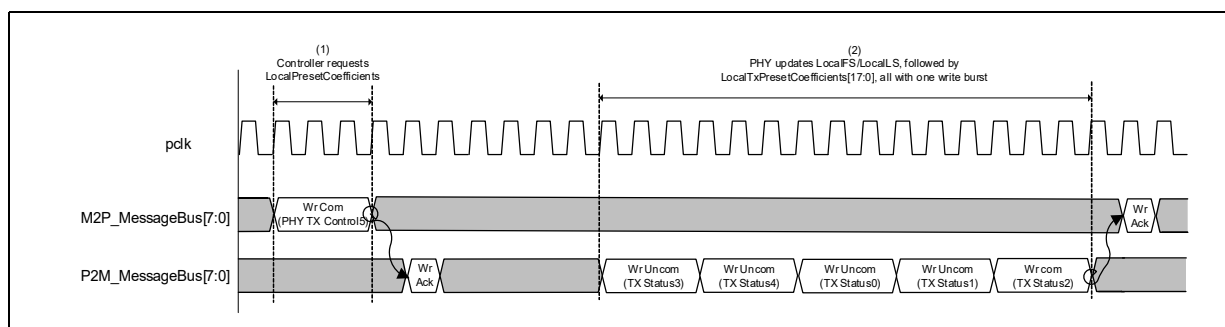 (1)
Controller requests
LocalPresetCoefficients
(2)
PHY updates LocalFS/LocalLS, followed by
LocalTxPresetCoefficients[17:0], all with one write burst
pclk
M2P_MessageBus[7:0]
Wr Com
(PHY TX Control5)
Wr
Ack
P2M_MessageBus[7:0]
Wr
Ack
Wr Uncom
(TX Status3)
Wr Uncom
(TX Status4)
Wr Uncom
(TX Status0)
Wr Uncom
(TX Status1)
Wr com
(TX Status2)